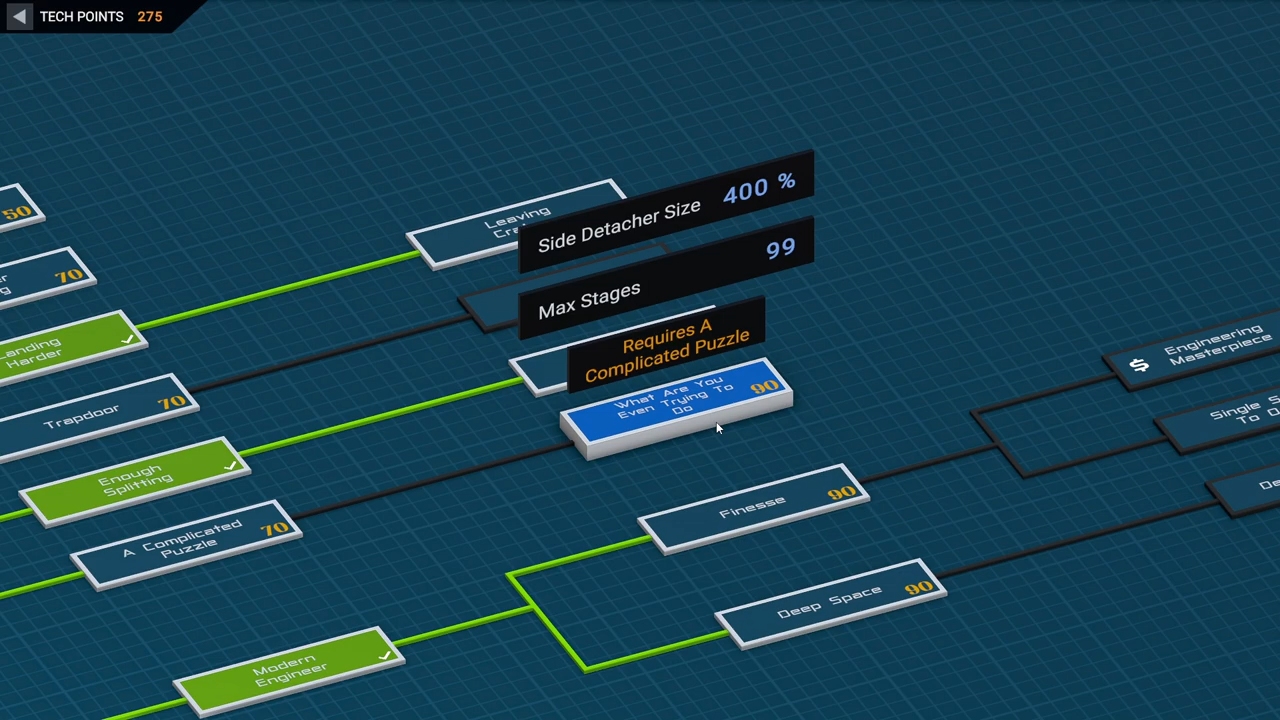 TECH POINTS 275
50
70
Landing
Harder
Trapdoor 70
Enough
Splitting
A Complicated
Puzzle 70
Modern
Engineer
Leaving
Side Detacher Size 400 %
Max Stages 99
Requires A
Complicated Puzzle
What Are You
Even Trying To
Do 90
Finesse 90
Deep Space 90
$ Engineering
Masterpiece
Single
To